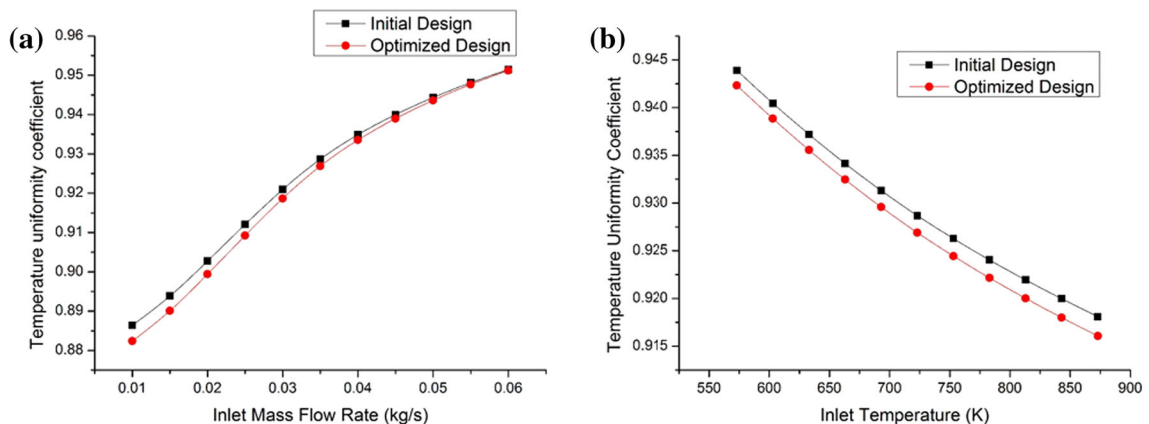 (a)
Initial Design
Optimized Design
0.96
0.95
0.94
0.93
0.92
0.91
0.90
0.89
0.88
Temperature uniformity coefficient
0.01 0.02 0.03 0.04 0.05 0.06
Inlet Mass Flow Rate (kg/s)
(b)
Initial Design
Optimized Design
0.945
0.940
0.935
0.930
0.925
0.920
0.915
Temperature Uniformity Coefficient
550 600 650 700 750 800 850 900
Inlet Temperature (K)